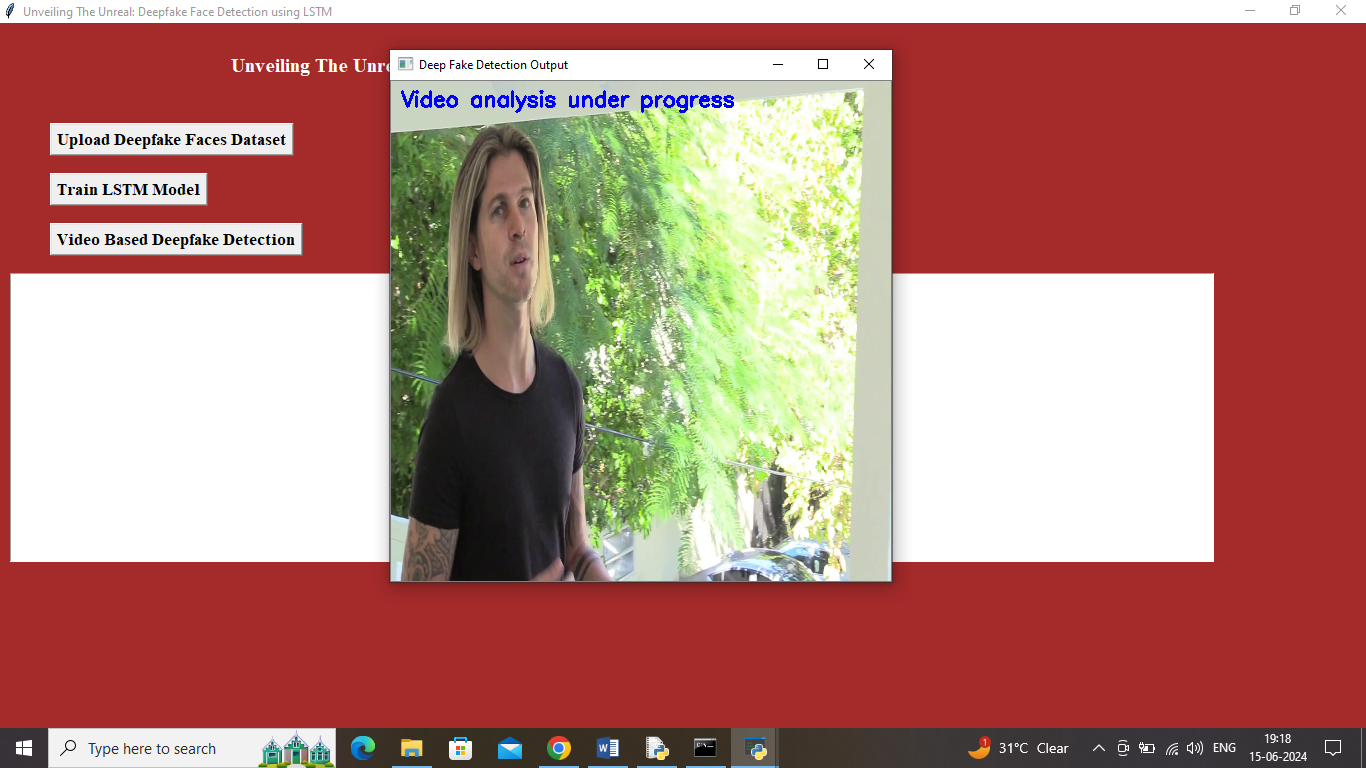 Unveiling The Unreal: Deepfake Face Detection using LSTM
Unveiling The Unre
Deep Fake Detection Output
Video analysis under progress
Upload Deepfake Faces Dataset
Train LSTM Model
Video Based Deepfake Detection
Type here to search
1
31°C Clear
ENG
19:18
15-06-2024